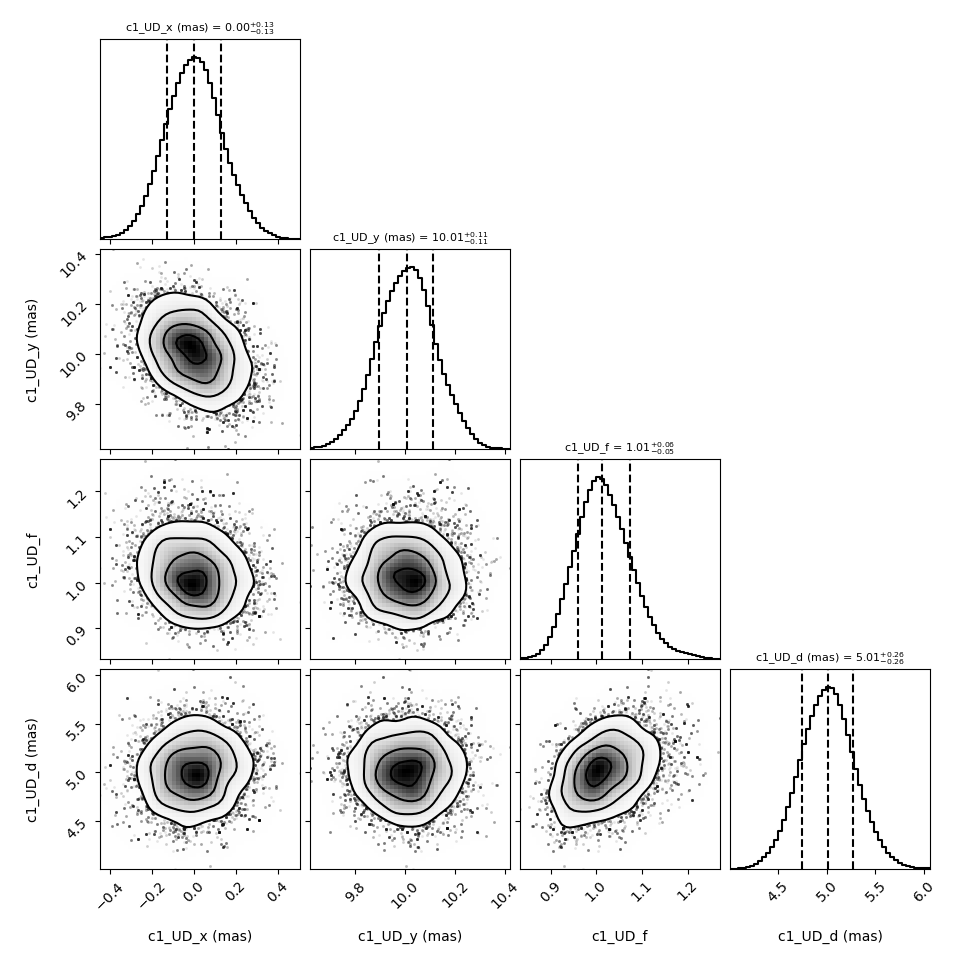 c1_UD_x (mas) = 0.00+0.13−0.13
c1_UD_y (mas) = 10.01+0.11−0.11
10.4
10.2
10.0
9.8
c1_UD_y (mas)
c1_UD_f = 1.01+0.06−0.05
1.2
1.1
1.0
0.9
c1_UD_f
c1_UD_d (mas) = 5.01+0.26−0.26
6.0
5.5
5.0
4.5
c1_UD_d (mas)
−0.4 −0.2 0.0 0.2 0.4 9.8 10.0 10.2 10.4 0.9 1.0 1.1 1.2 4.5 5.0 5.5 6.0
c1_UD_x (mas) c1_UD_y (mas) c1_UD_f c1_UD_d (mas)